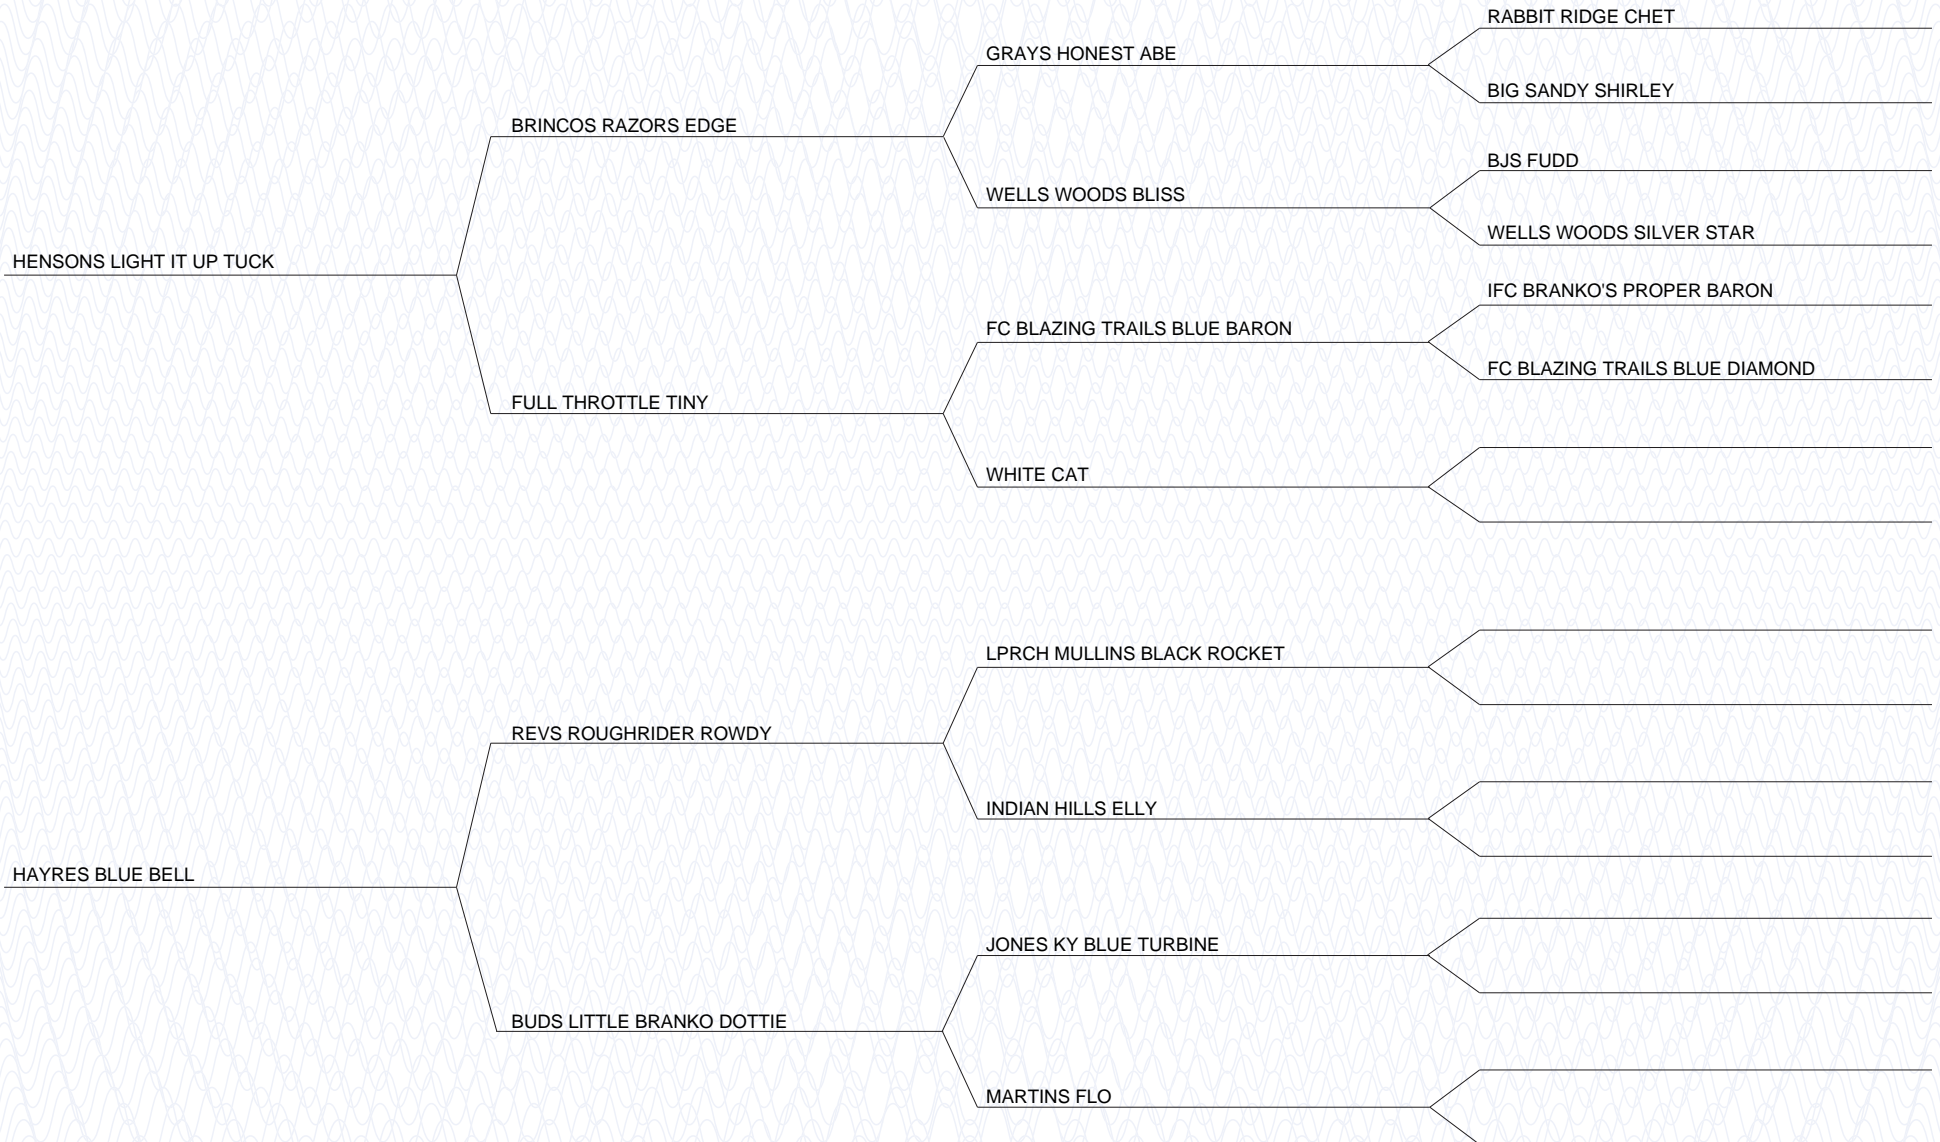 RABBIT RIDGE CHET
GRAYS HONEST ABE
BIG SANDY SHIRLEY
BRINCOS RAZORS EDGE
BJS FUDD
WELLS WOODS BLISS
WELLS WOODS SILVER STAR
HENSONS LIGHT IT UP TUCK
IFC BRANKO'S PROPER BARON
FC BLAZING TRAILS BLUE BARON
FC BLAZING TRAILS BLUE DIAMOND
FULL THROTTLE TINY
WHITE CAT
LPRCH MULLINS BLACK ROCKET
REVS ROUGHRIDER ROWDY
INDIAN HILLS ELLY
HAYRES BLUE BELL
JONES KY BLUE TURBINE
BUDS LITTLE BRANKO DOTTIE
MARTINS FLO